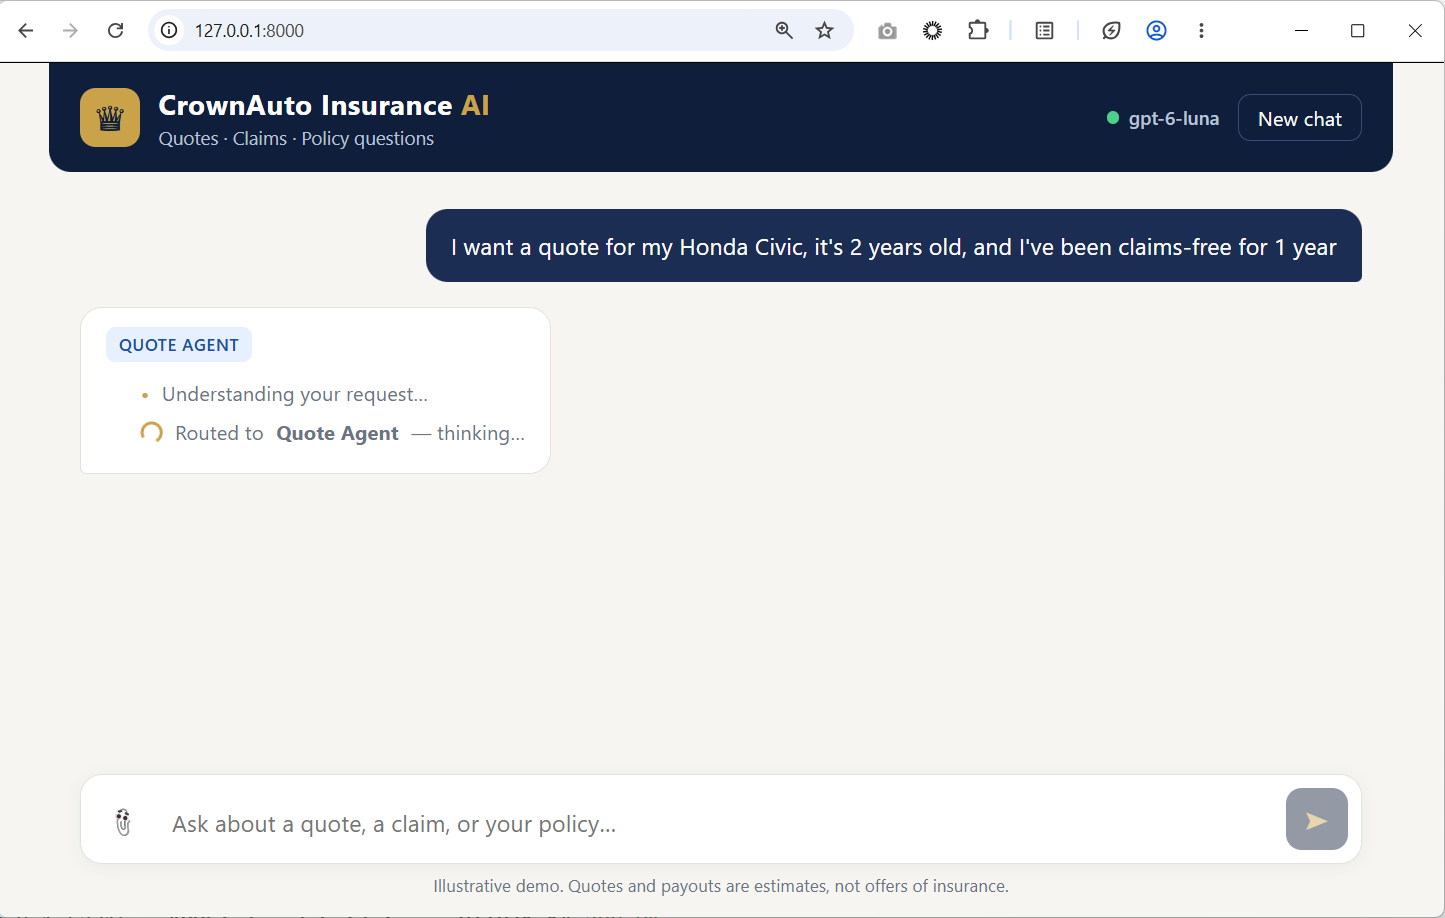 127.0.0.1:8000
CrownAuto Insurance AI
Quotes · Claims · Policy questions
gpt-6-luna
New chat
I want a quote for my Honda Civic, it's 2 years old, and I've been claims-free for 1 year
QUOTE AGENT
• Understanding your request...
Routed to Quote Agent — thinking...
Ask about a quote, a claim, or your policy...
Illustrative demo. Quotes and payouts are estimates, not offers of insurance.